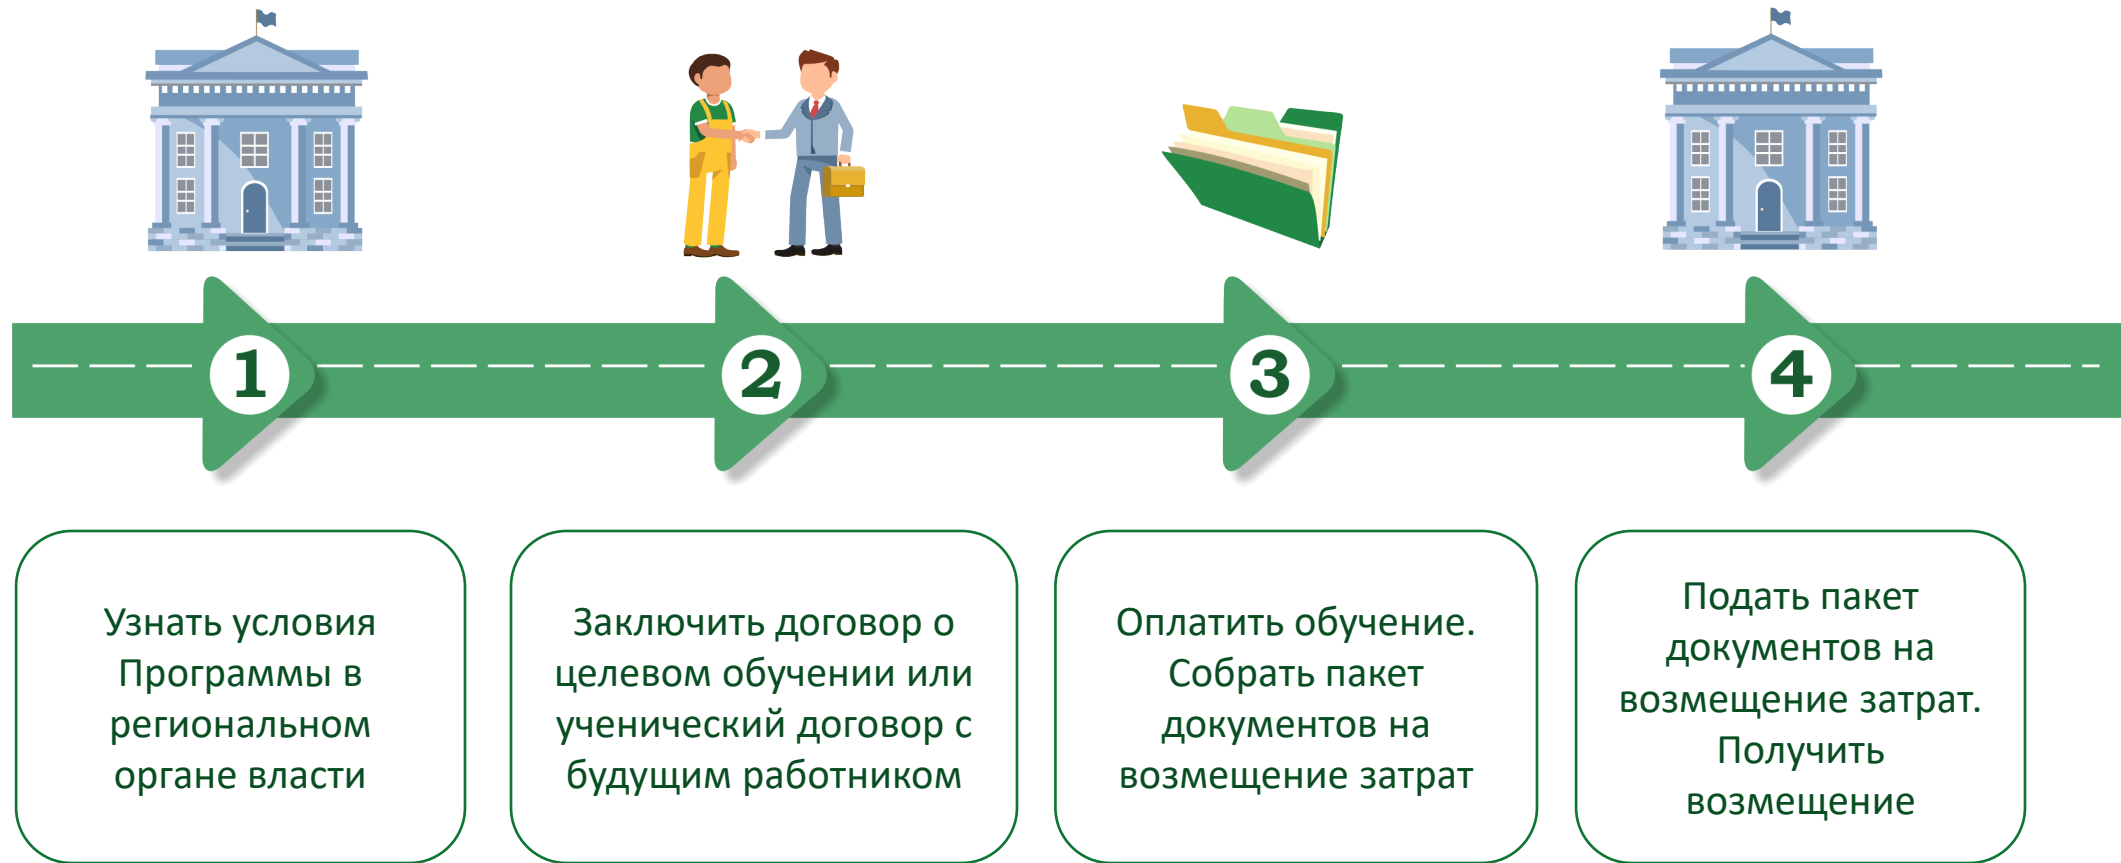 1
2
3
4
Узнать условия
Программы в
региональном
органе власти
Заключить договор о
целевом обучении или
ученический договор с
будущим работником
Оплатить обучение.
Собрать пакет
документов на
возмещение затрат
Подать пакет
документов на
возмещение затрат.
Получить
возмещение